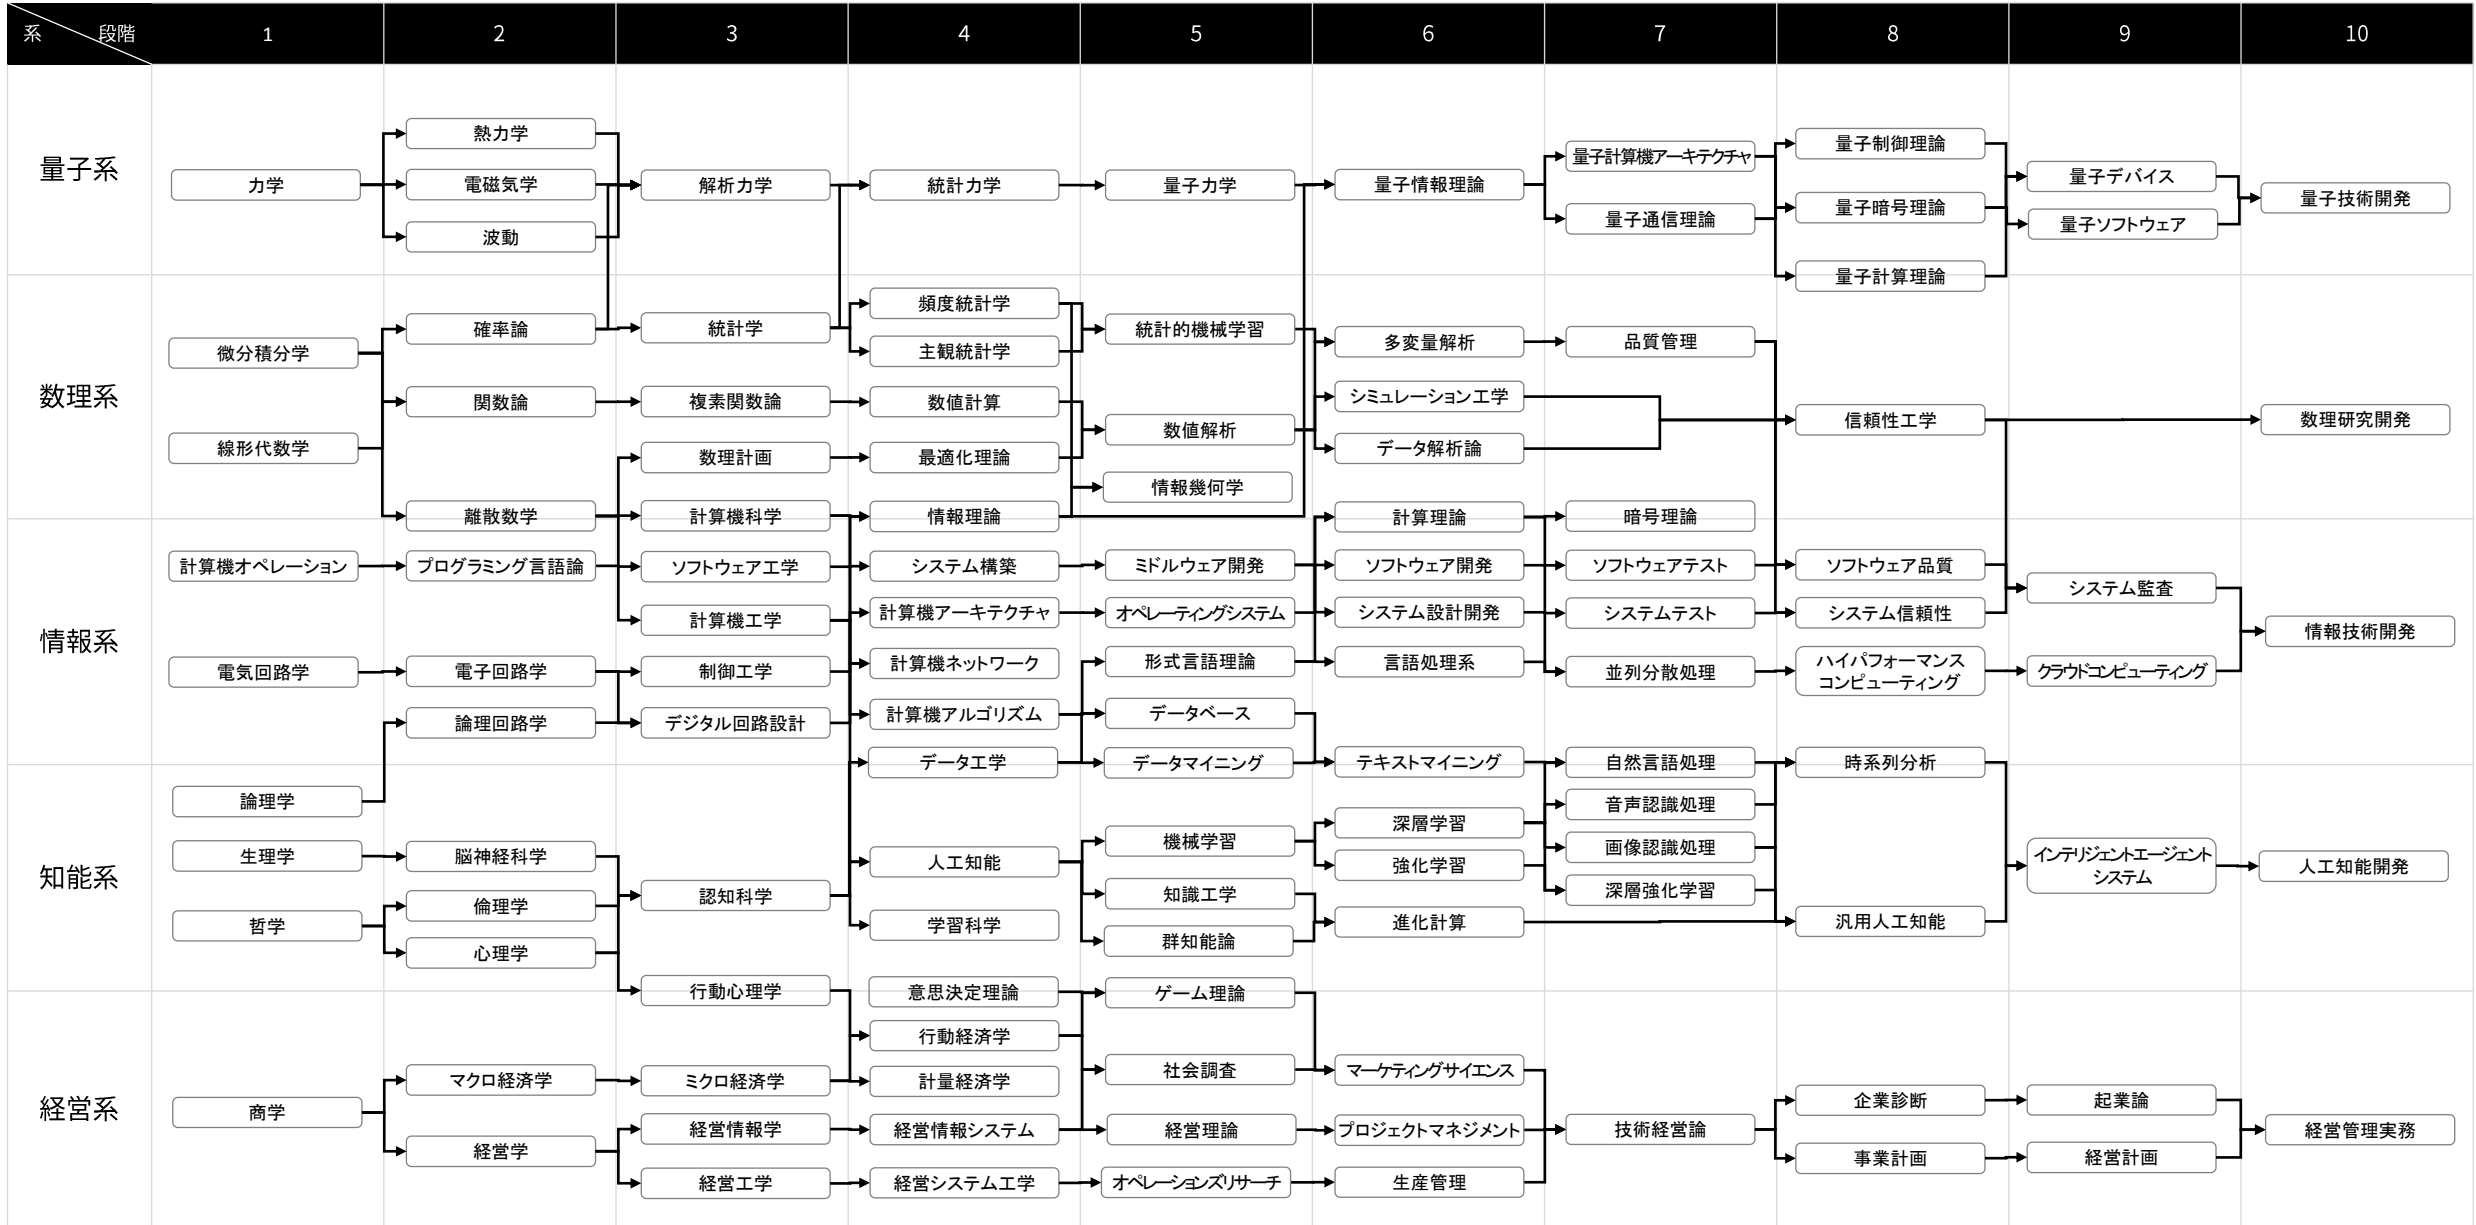 系 段階 1 2 3 4 5 6 7 8 9 10
量子系
力学
熱力学
電磁気学
波動
解析力学
統計力学
量子力学
量子情報理論
量子計算機アーキテクチャ
量子通信理論
量子制御理論
量子暗号理論
量子計算理論
量子デバイス
量子ソフトウェア
量子技術開発
数理系
微分積分学
線形代数学
確率論
関数論
離散数学
統計学
複素関数論
数理計画
計算機科学
頻度統計学
主観統計学
数値計算
最適化理論
情報理論
統計的機械学習
数値解析
情報幾何学
多変量解析
シミュレーション工学
データ解析論
計算理論
品質管理
暗号理論
信頼性工学
数理研究開発
情報系
計算機オペレーション
電気回路学
プログラミング言語論
電子回路学
論理回路学
ソフトウェア工学
計算機工学
制御工学
デジタル回路設計
システム構築
計算機アーキテクチャ
計算機ネットワーク
計算機アルゴリズム
データ工学
ミドルウェア開発
オペレーティングシステム
形式言語理論
データベース
データマイニング
ソフトウェア開発
システム設計開発
言語処理系
テキストマイニング
ソフトウェアテスト
システムテスト
並列分散処理
自然言語処理
ソフトウェア品質
システム信頼性
ハイパフォーマンス
コンピューティング
時系列分析
システム監査
クラウドコンピューティング
情報技術開発
知能系
論理学
生理学
哲学
脳神経科学
倫理学
心理学
認知科学
行動心理学
人工知能
学習科学
機械学習
知識工学
群知能論
深層学習
強化学習
進化計算
音声認識処理
画像認識処理
深層強化学習
汎用人工知能
インテリジェントエージェント
システム
人工知能開発
経営系
商学
マクロ経済学
経営学
ミクロ経済学
経営情報学
経営工学
意思決定理論
行動経済学
計量経済学
経営情報システム
経営システム工学
ゲーム理論
社会調査
経営理論
オペレーションズリサーチ
マーケティングサイエンス
プロジェクトマネジメント
生産管理
技術経営論
企業診断
事業計画
起業論
経営計画
経営管理実務